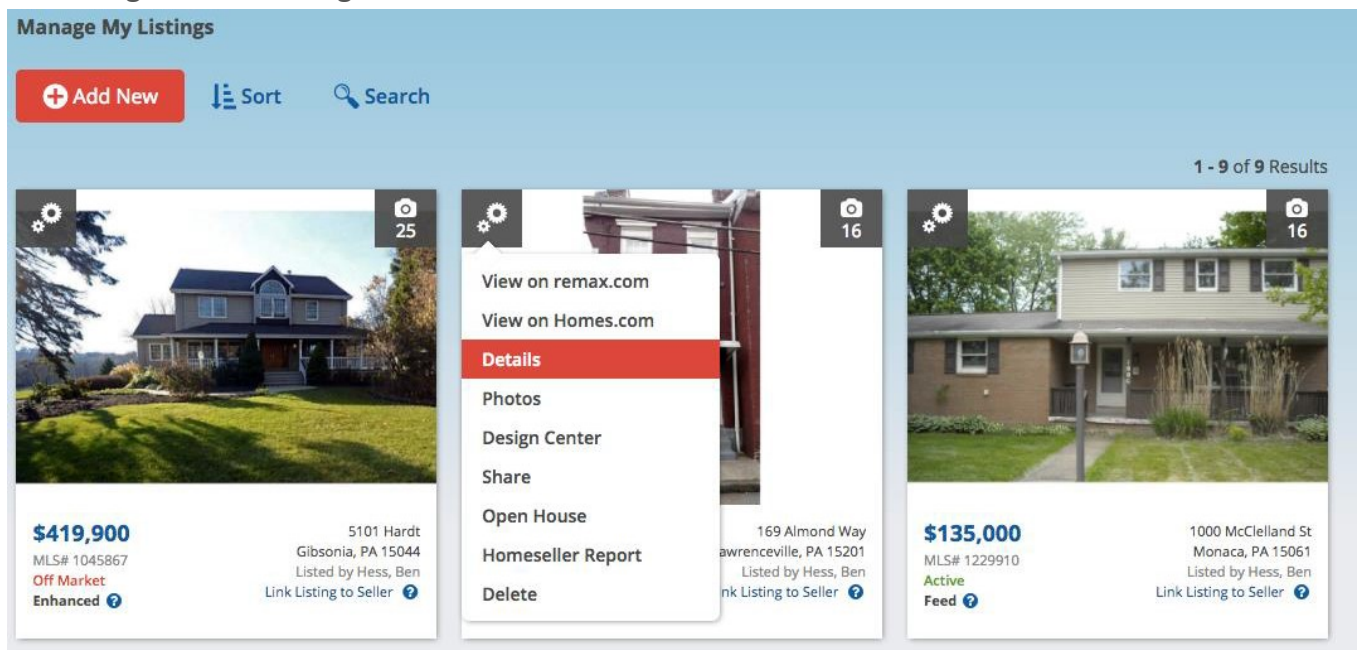 Manage My Listings
Add New
Sort
Search
1 - 9 of 9 Results
25
16
16
View on remax.com
View on Homes.com
Details
Photos
Design Center
Share
Open House
Homeseller Report
Delete
$419,900
MLS# 1045867
Off Market
Enhanced
5101 Hardt
Gibsonia, PA 15044
Listed by Hess, Ben
Link Listing to Seller
169 Almond Way
awrenceville, PA 15201
Listed by Hess, Ben
nk Listing to Seller
$135,000
MLS# 1229910
Active
Feed
1000 McClelland St
Monaca, PA 15061
Listed by Hess, Ben
Link Listing to Seller